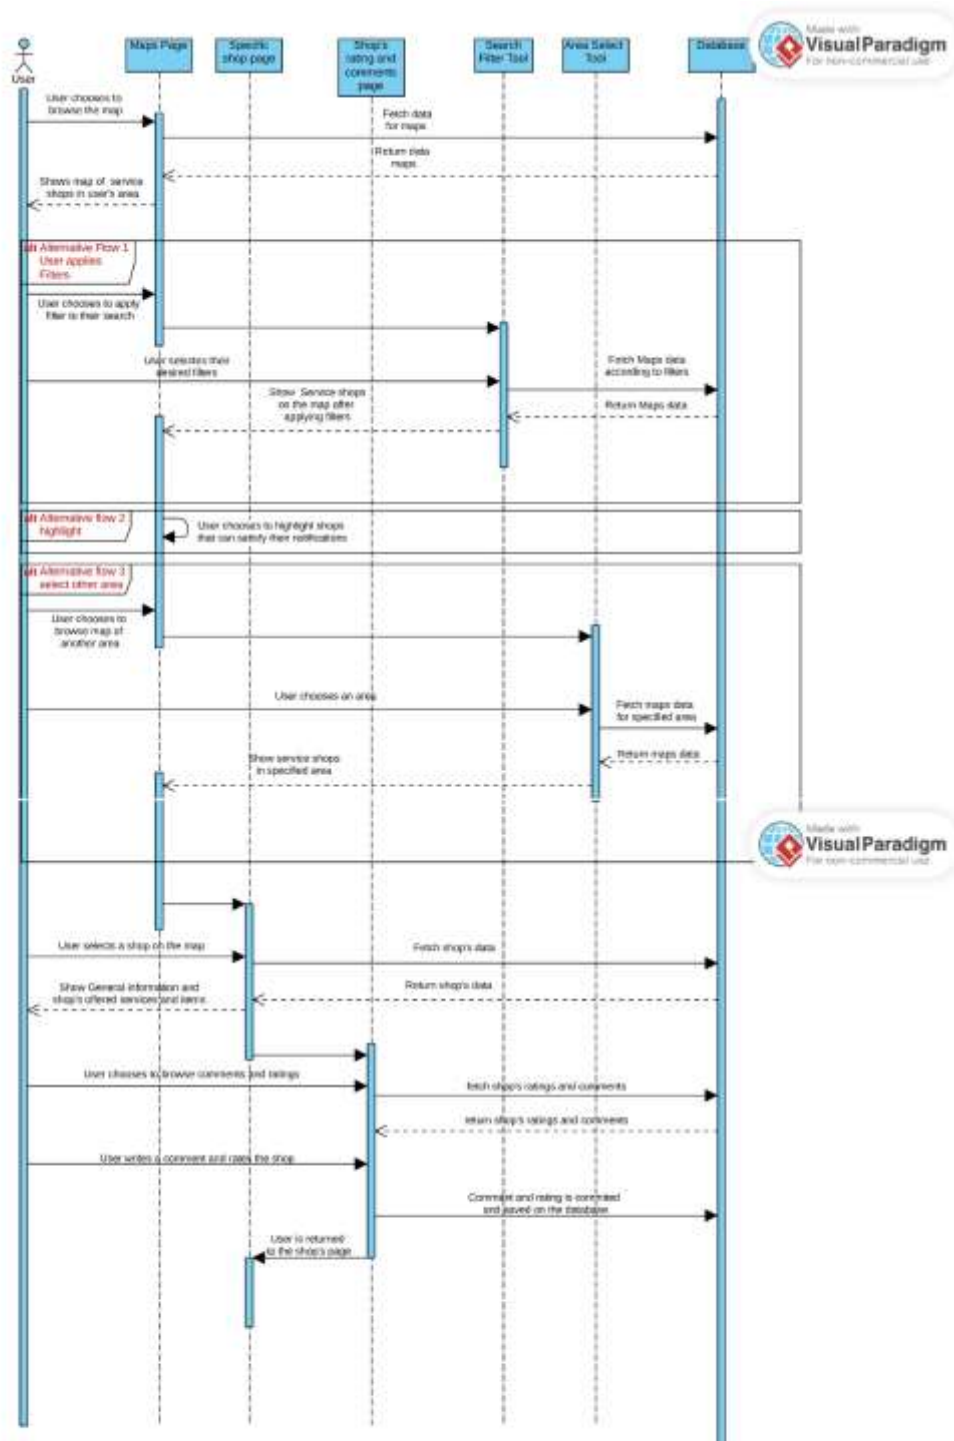 Made with
VisualParadigm
For non-commercial use
User
Maps Page
Specific
shop page
Shop's
rating and
comments
page
Search
Filter Tool
Area Select
Tool
Database
User chooses to
browse the map
Fetch data
for maps
Return data
maps
Shows map of service
shops in user's area
alt Alternative Flow 1
User applies
Filters
User chooses to apply
filter to their search
User selectes their
desired filters
Fetch Maps data
according to filters
Show Service shops
on the map after
applying filters
Return Maps data
alt Alternative flow 2
highlight
User chooses to highlight shops
that can satisfy their notifications
alt Alternative flow 3
select other area
User chooses to
browse map of
another area
User chooses an area
Fetch maps data
for specified area
Return maps data
Show service shops
in specified area
Made with
VisualParadigm
For non-commercial use
User selects a shop on the map
Fetch shop's data
Show General information and
shop's offered services and items
Return shop's data
User chooses to browse comments and ratings
fetch shop's ratings and comments
return shop's ratings and comments
User writes a comment and rates the shop
Comment and rating is commited
and saved on the database
User is returned
to the shop's page